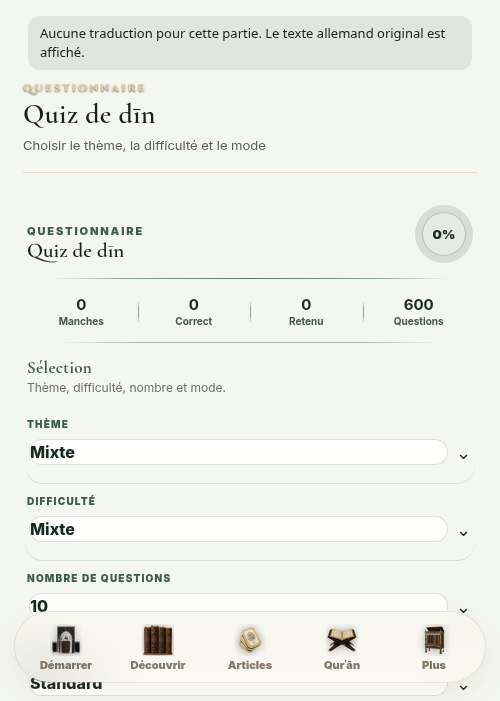 Aucune traduction pour cette partie. Le texte allemand original est
affiché.
QUESTIONNAIRE
Quiz de dīn
Choisir le thème, la difficulté et le mode
QUESTIONNAIRE
Quiz de dīn
0%
0 0 0 600
Manches Correct Retenu Questions
Sélection
Thème, difficulté, nombre et mode.
THÈME
Mixte
DIFFICULTÉ
Mixte
NOMBRE DE QUESTIONS
10
Démarrer Découvrir Articles Qurʾān Plus
Standard